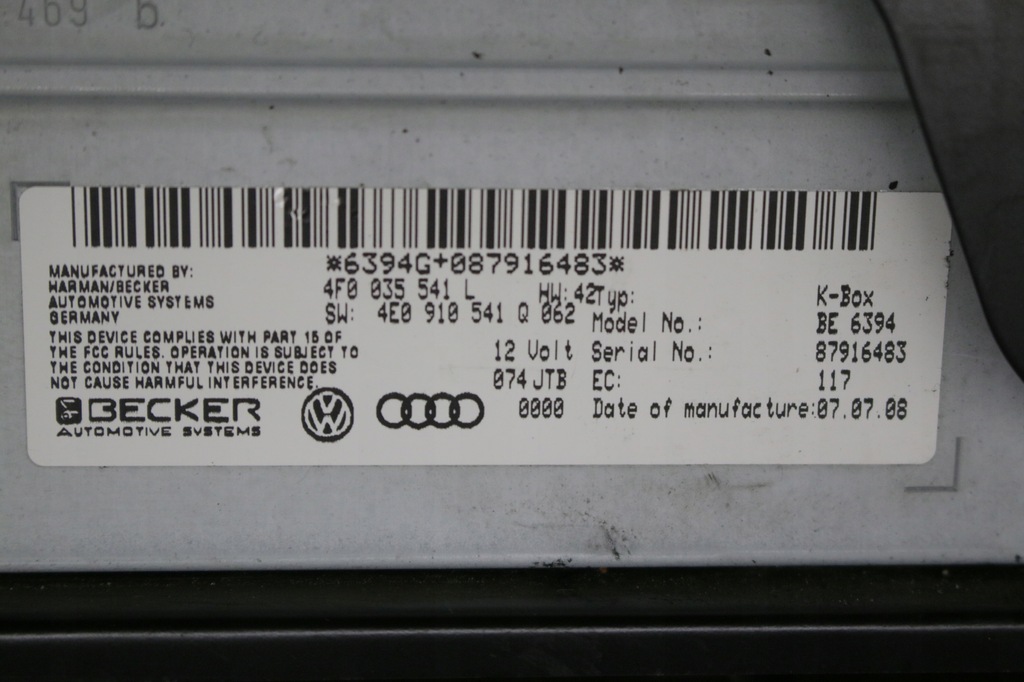 469 b
*6394G+087916483*
MANUFACTURED BY:
HARMAN/BECKER
AUTOMOTIVE SYSTEMS
GERMANY
THIS DEVICE COMPLIES WITH PART 15 OF
THE FCC RULES. OPERATION IS SUBJECT TO
THE CONDITION THAT THIS DEVICE DOES
NOT CAUSE HARMFUL INTERFERENCE.
BECKER
AUTOMOTIVE SYSTEMS
VW
4F0 035 541 L HW:42
SW: 4E0 910 541 Q 062
12 Volt
074 JTB
0000
Typ: K-Box
Model No.: BE 6394
Serial No.: 87916483
EC: 117
Date of manufacture:07.07.08